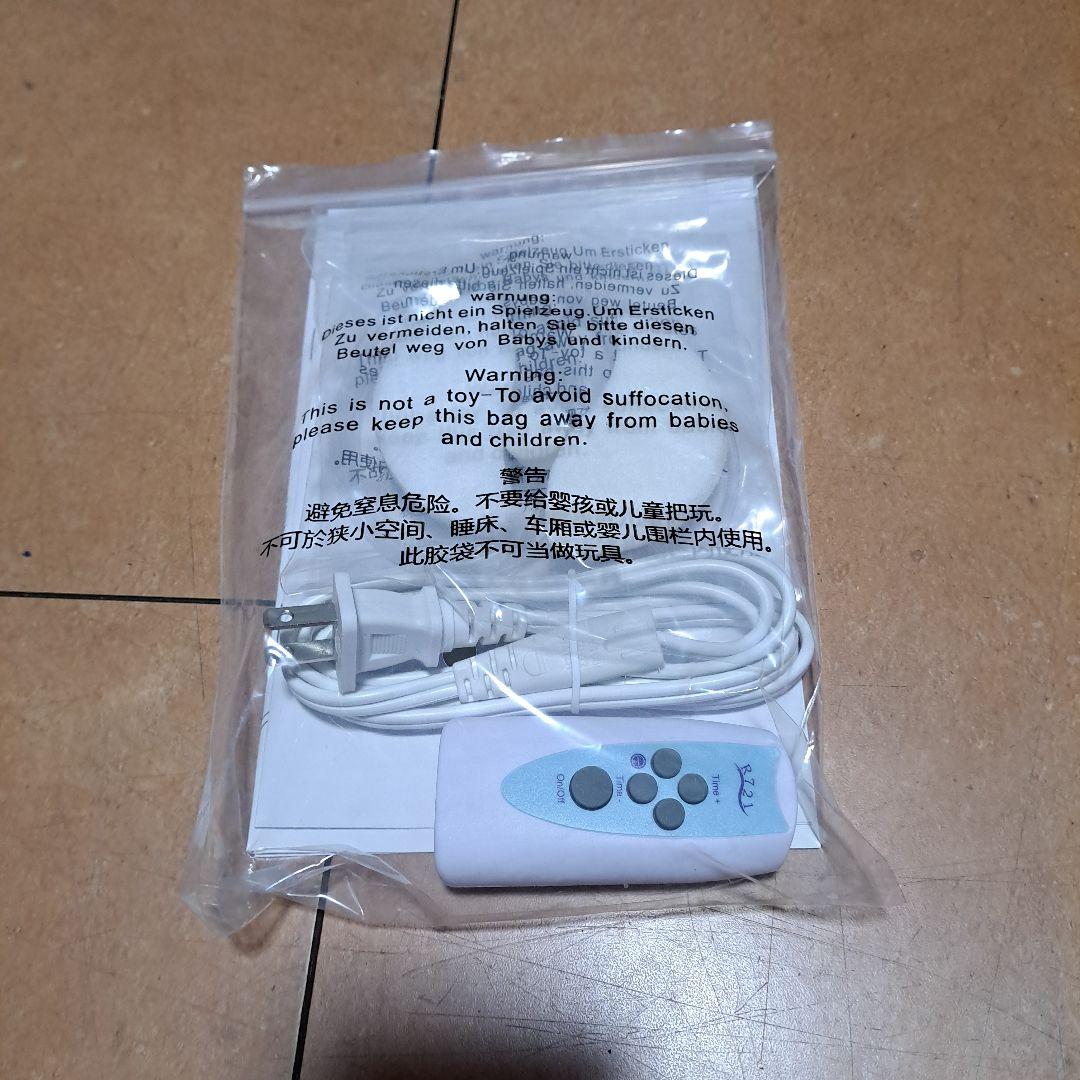 warnung:
Dieses ist nicht ein Spielzeug.Um Ersticken
Zu vermeiden, halten Sie bitte diesen
Beutel weg von Babys und kindern.
Warning:
This is not a toy-To avoid suffocation,
please keep this bag away from babies
and children.
警告
避免窒息危险。不要给婴孩或儿童把玩。
不可於狭小空间、睡床、车厢或婴儿围栏内使用。
此胶袋不可当做玩具。
On/Off
Time -
Time +
R721